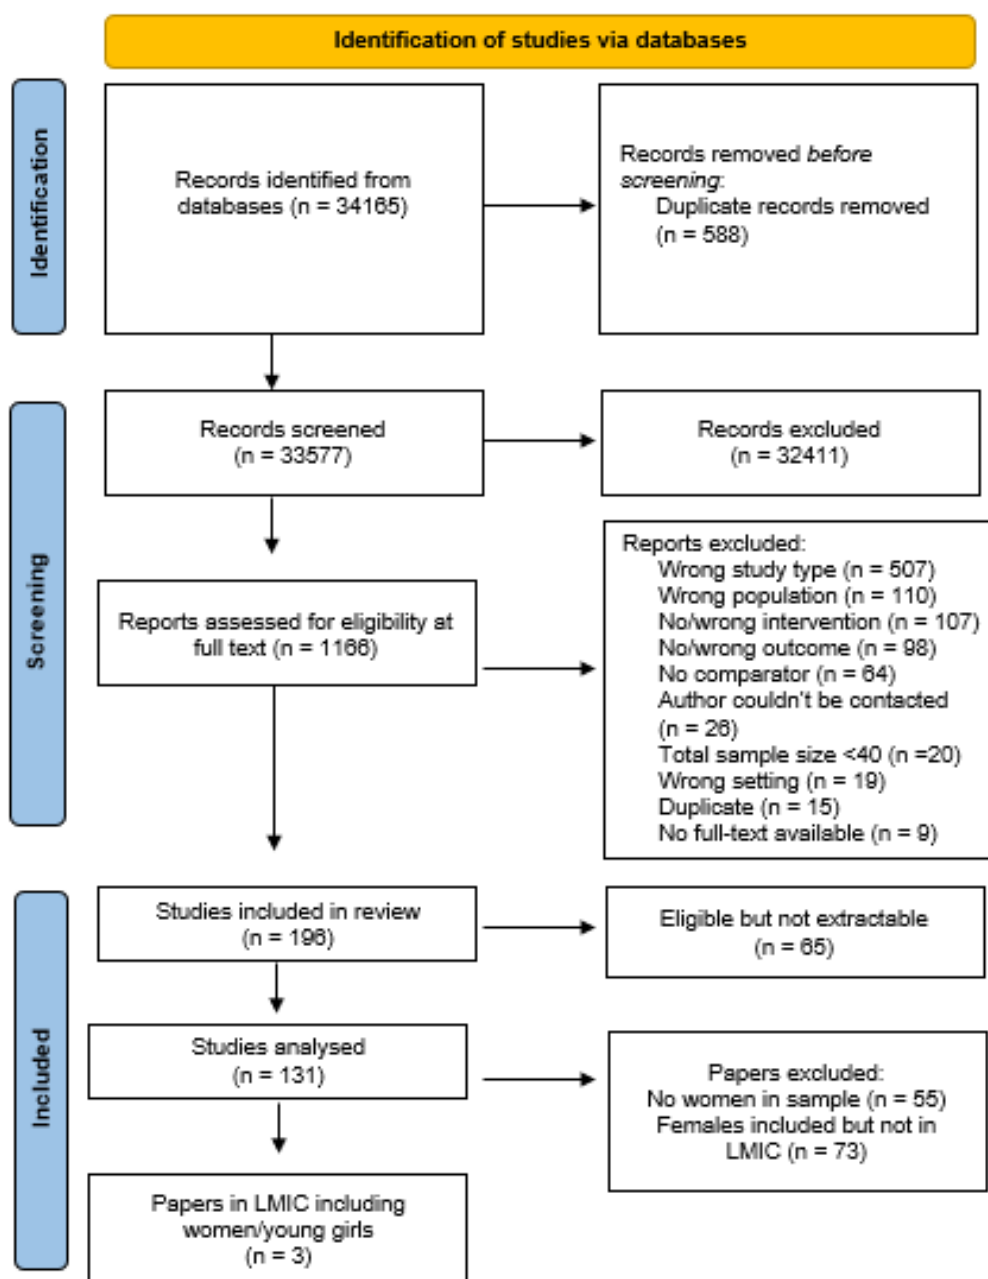 Identification of studies via databases
Identification
Records identified from
databases (n = 34165)
Records removed before
screening:
Duplicate records removed
(n = 588)
Screening
Records screened
(n = 33577)
Records excluded
(n = 32411)
Reports assessed for eligibility at
full text (n = 1166)
Reports excluded:
Wrong study type (n = 507)
Wrong population (n = 110)
No/wrong intervention (n = 107)
No/wrong outcome (n = 98)
No comparator (n = 64)
Author couldn't be contacted
(n = 26)
Total sample size <40 (n =20)
Wrong setting (n = 19)
Duplicate (n = 15)
No full-text available (n = 9)
Included
Studies included in review
(n = 196)
Eligible but not extractable
(n = 65)
Studies analysed
(n = 131)
Papers excluded:
No women in sample (n = 55)
Females included but not in
LMIC (n = 73)
Papers in LMIC including
women/young girls
(n = 3)